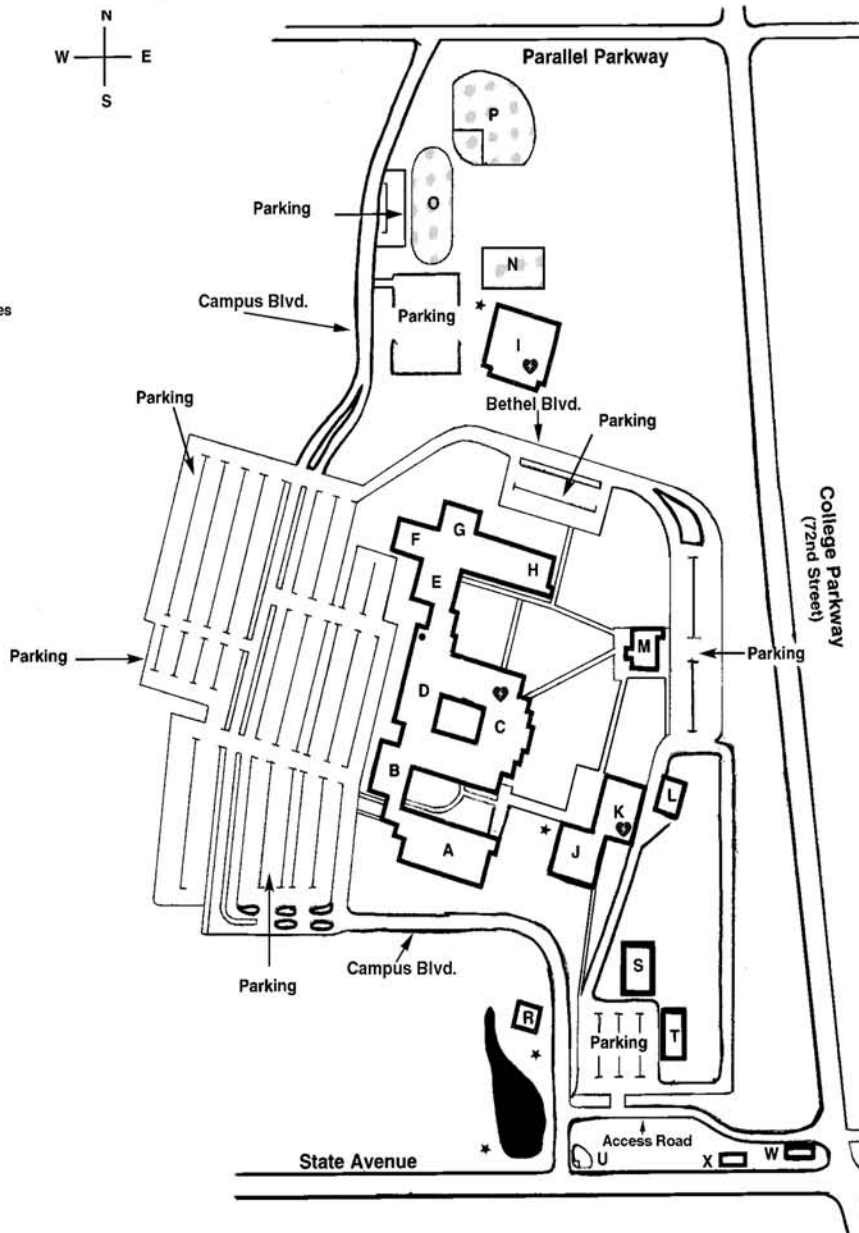 N
W E
S
Parallel Parkway
P
O
Parking
N
es
Campus Blvd.
Parking
I
Parking
Bethel Blvd.
Parking
G
F
H
E
College Parkway
(72nd Street)
M
Parking
Parking
D
C
B
L
K
A
J
S
Campus Blvd.
Parking
R
Parking
T
Access Road
State Avenue
U
X
W